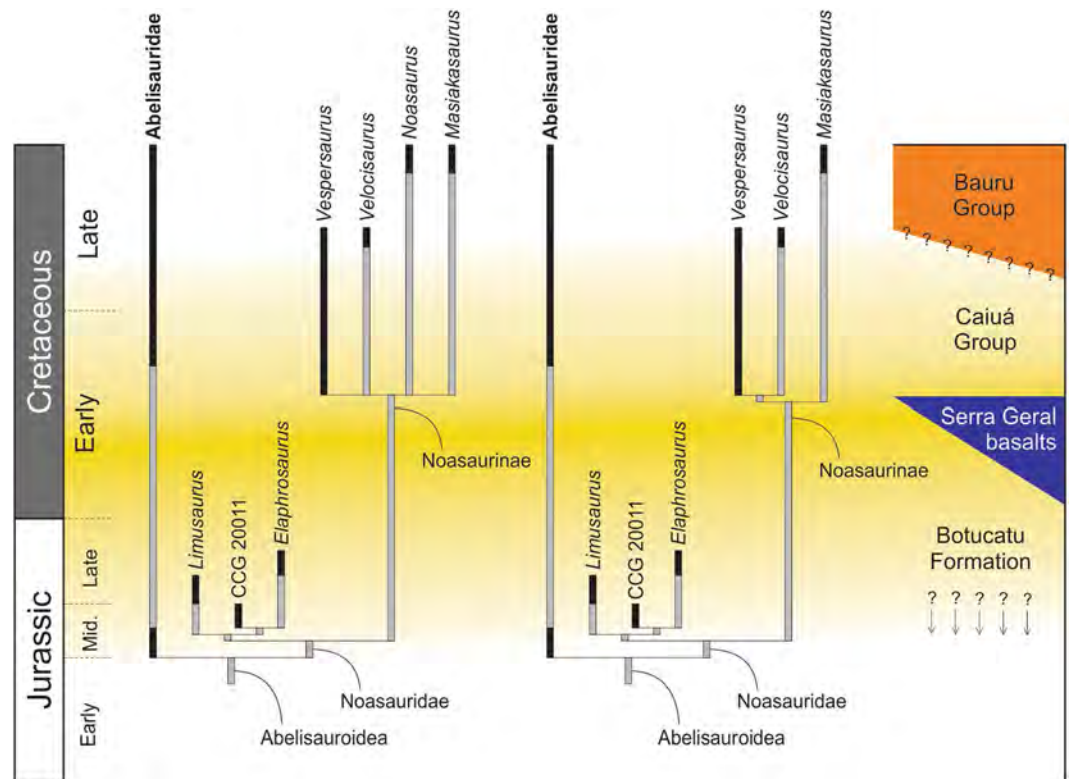 Cretaceous
Jurassic
Late
Early
Late
Mid.
Early
Abelisauridae
Limusaurus
CCG 20011
Elaphrosaurus
Vespersaurus
Velocisaurus
Noasaurus
Masiakasaurus
Noasaurinae
Noasauridae
Abelisauroidea
Abelisauridae
Limusaurus
CCG 20011
Elaphrosaurus
Vespersaurus
Velocisaurus
Masiakasaurus
Noasaurinae
Noasauridae
Abelisauroidea
Bauru
Group
? ? ? ? ? ? ? ?
Caiuá
Group
Serra Geral
basalts
Botucatu
Formation
? ? ? ? ?